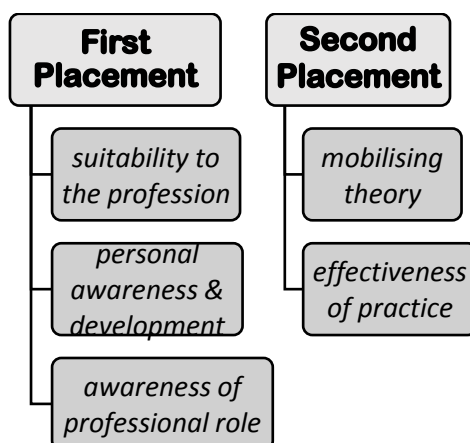 First
Placement
suitability to
the profession
personal
awareness &
development
awareness of
professional role
Second
Placement
mobilising
theory
effectiveness
of practice